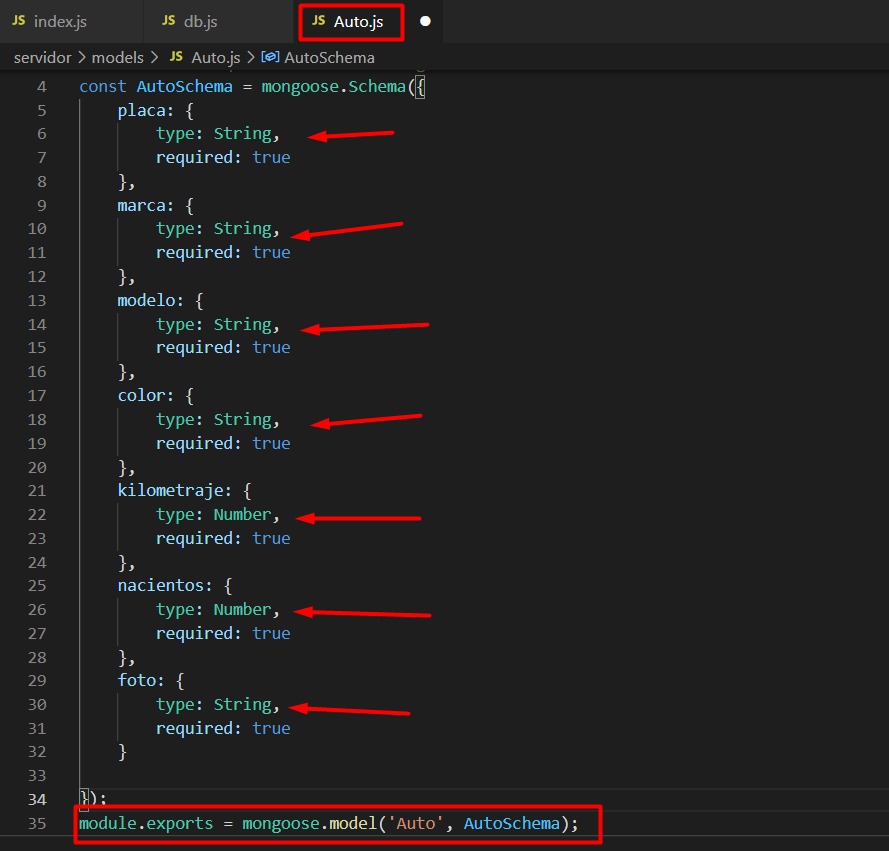 JS index.js JS db.js JS Auto.js
servidor > models > JS Auto.js > AutoSchema
4 const AutoSchema = mongoose.Schema({
5 placa: {
6 type: String,
7 required: true
8 },
9 marca: {
10 type: String,
11 required: true
12 },
13 modelo: {
14 type: String,
15 required: true
16 },
17 color: {
18 type: String,
19 required: true
20 },
21 kilometraje: {
22 type: Number,
23 required: true
24 },
25 nacientos: {
26 type: Number,
27 required: true
28 },
29 foto: {
30 type: String,
31 required: true
32 }
33
34 });
35 module.exports = mongoose.model('Auto', AutoSchema);